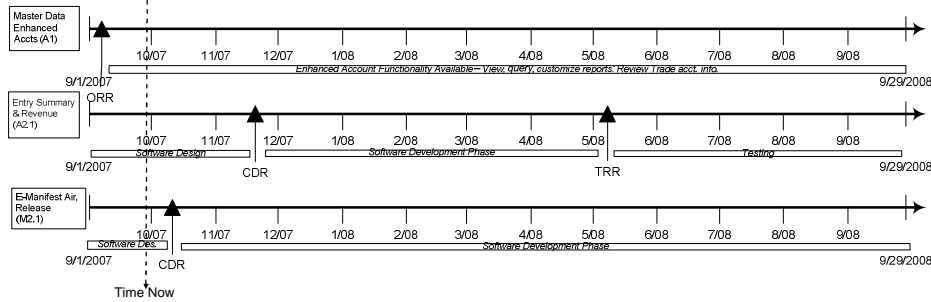 Master Data
Enhanced
Accts (A1)
10/07 11/07 12/07 1/08 2/08 3/08 4/08 5/08 6/08 7/08 8/08 9/08
Enhanced Account Functionality Available– View, query, customize reports. Review Trade acct. info.
9/1/2007 9/29/2008
ORR
Entry Summary
& Revenue
(A2.1)
10/07 11/07 12/07 1/08 2/08 3/08 4/08 5/08 6/08 7/08 8/08 9/08
Software Design Software Development Phase Testing
9/1/2007 9/29/2008
CDR TRR
E-Manifest Air,
Release
(M2.1)
10/07 11/07 12/07 1/08 2/08 3/08 4/08 5/08 6/08 7/08 8/08 9/08
Software Des. Software Development Phase
9/1/2007 9/29/2008
CDR
Time Now